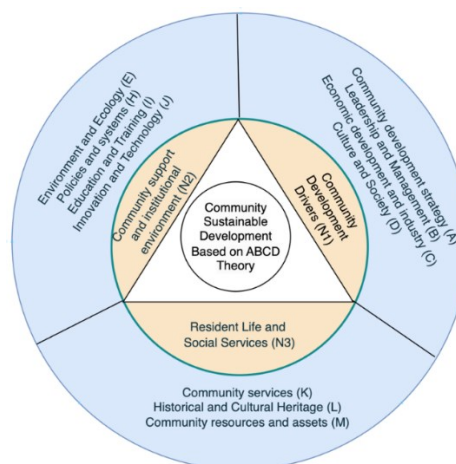 Environment and Ecology (E)
Policies and systems (H)
Education and Training (I)
Innovation and Technology (J)
Community development strategy (A)
Leadership and Management (B)
Economic development and industry (C)
Culture and Society (D)
Community support
and institutional
environment (N2)
Community
Development
Drivers (N1)
Community
Sustainable
Development
Based on ABCD
Theory
Resident Life and
Social Services (N3)
Community services (K)
Historical and Cultural Heritage (L)
Community resources and assets (M)